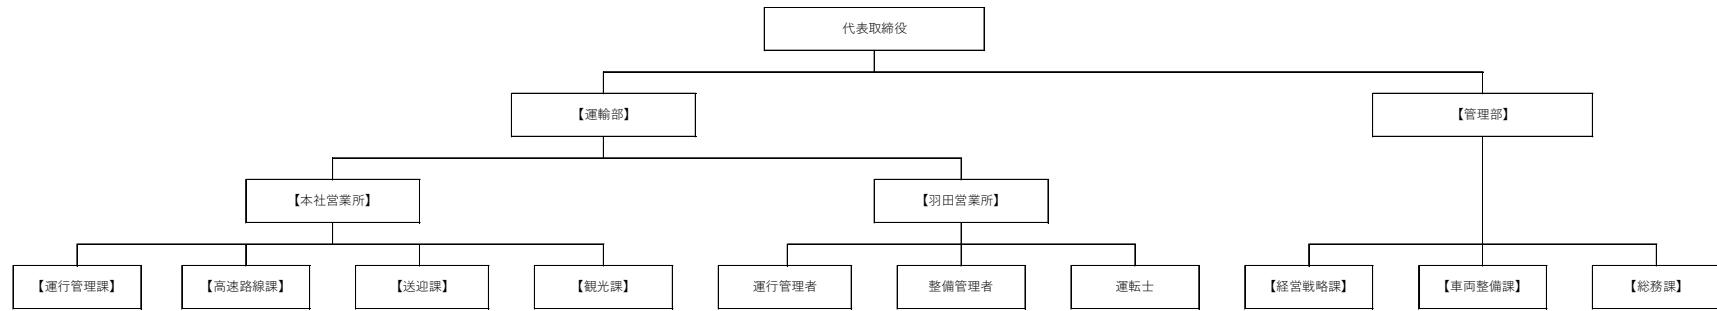 代表取締役
【運輸部】
【管理部】
【本社営業所】
【羽田営業所】
【運行管理課】
【高速路線課】
【送迎課】
【観光課】
運行管理者
整備管理者
運転士
【経営戦略課】
【車両整備課】
【総務課】